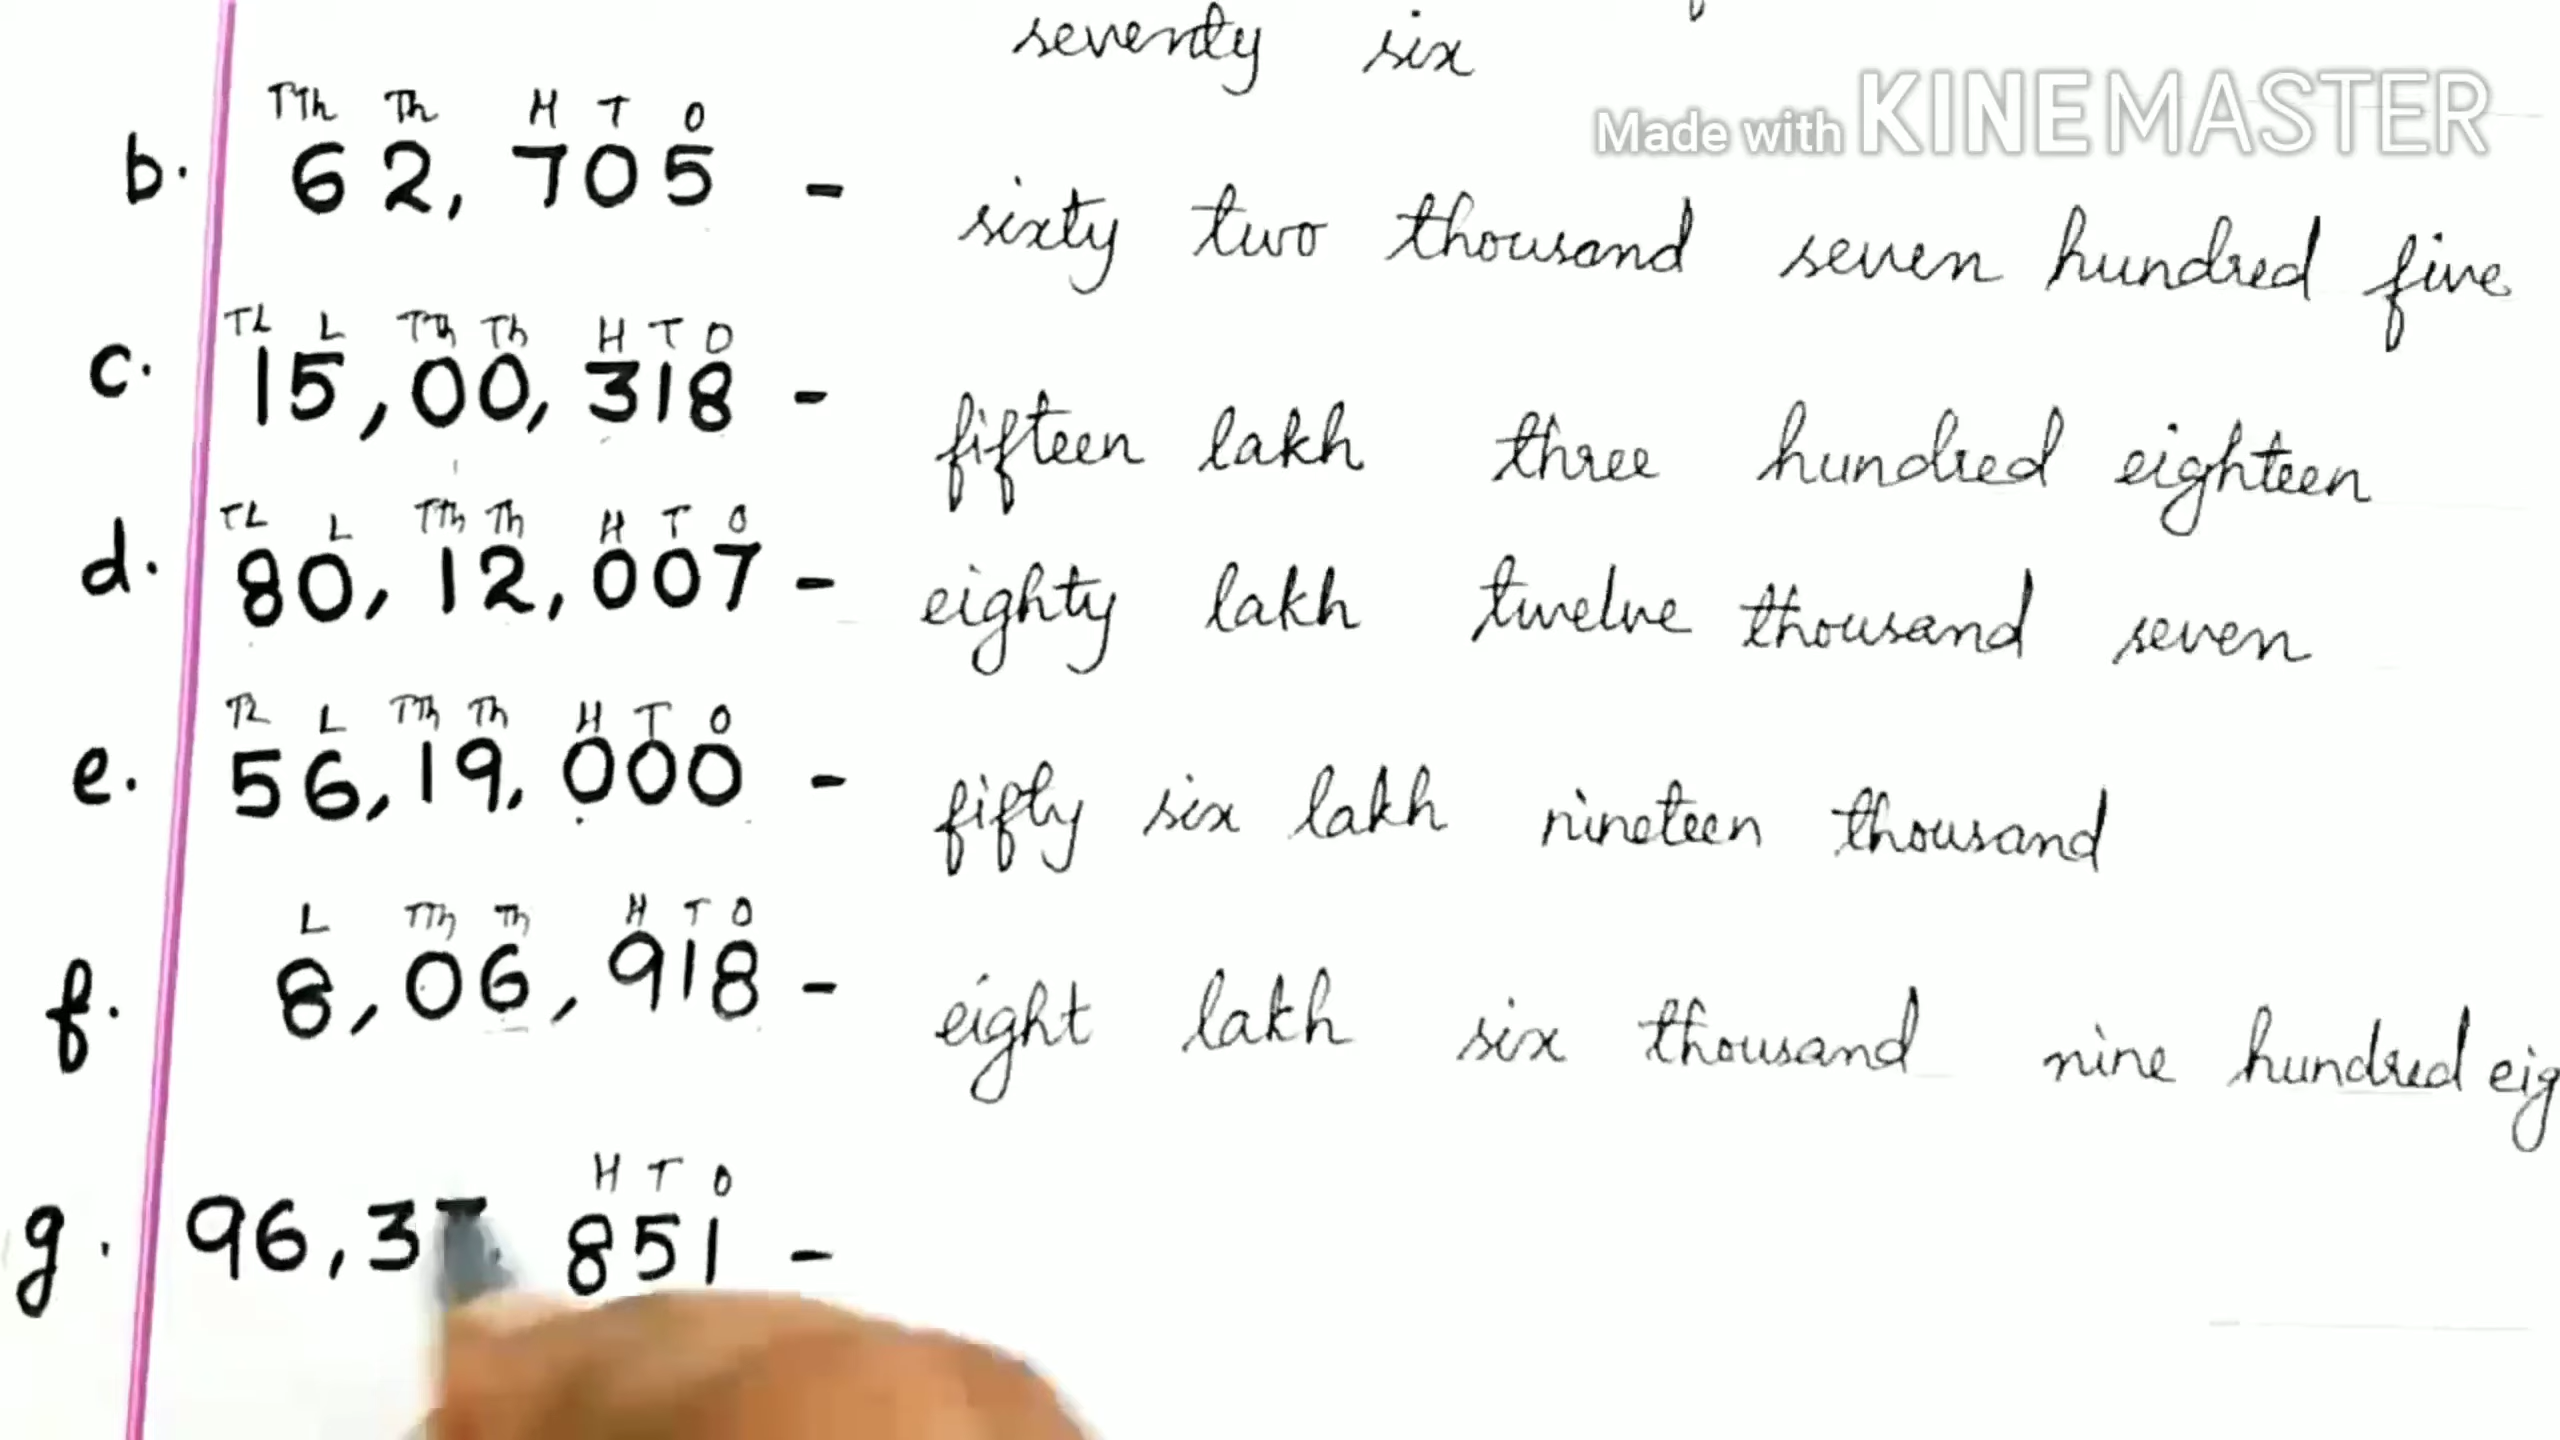 seventy six
Made with KINEMASTER
TTh Th H T O
b. 62,705 - sixty two thousand seven hundred five
TL L TTh Th H T O
c. 15,00,318 - fifteen lakh three hundred eighteen
TL L TTh Th H T O
d. 80,12,007 - eighty lakh twelve thousand seven
TL L TTh Th H T O
e. 56,19,000 - fifty six lakh nineteen thousand
L TTh Th H T O
f. 8,06,918 - eight lakh six thousand nine hundred eig
H T O
g. 96,3 851 -